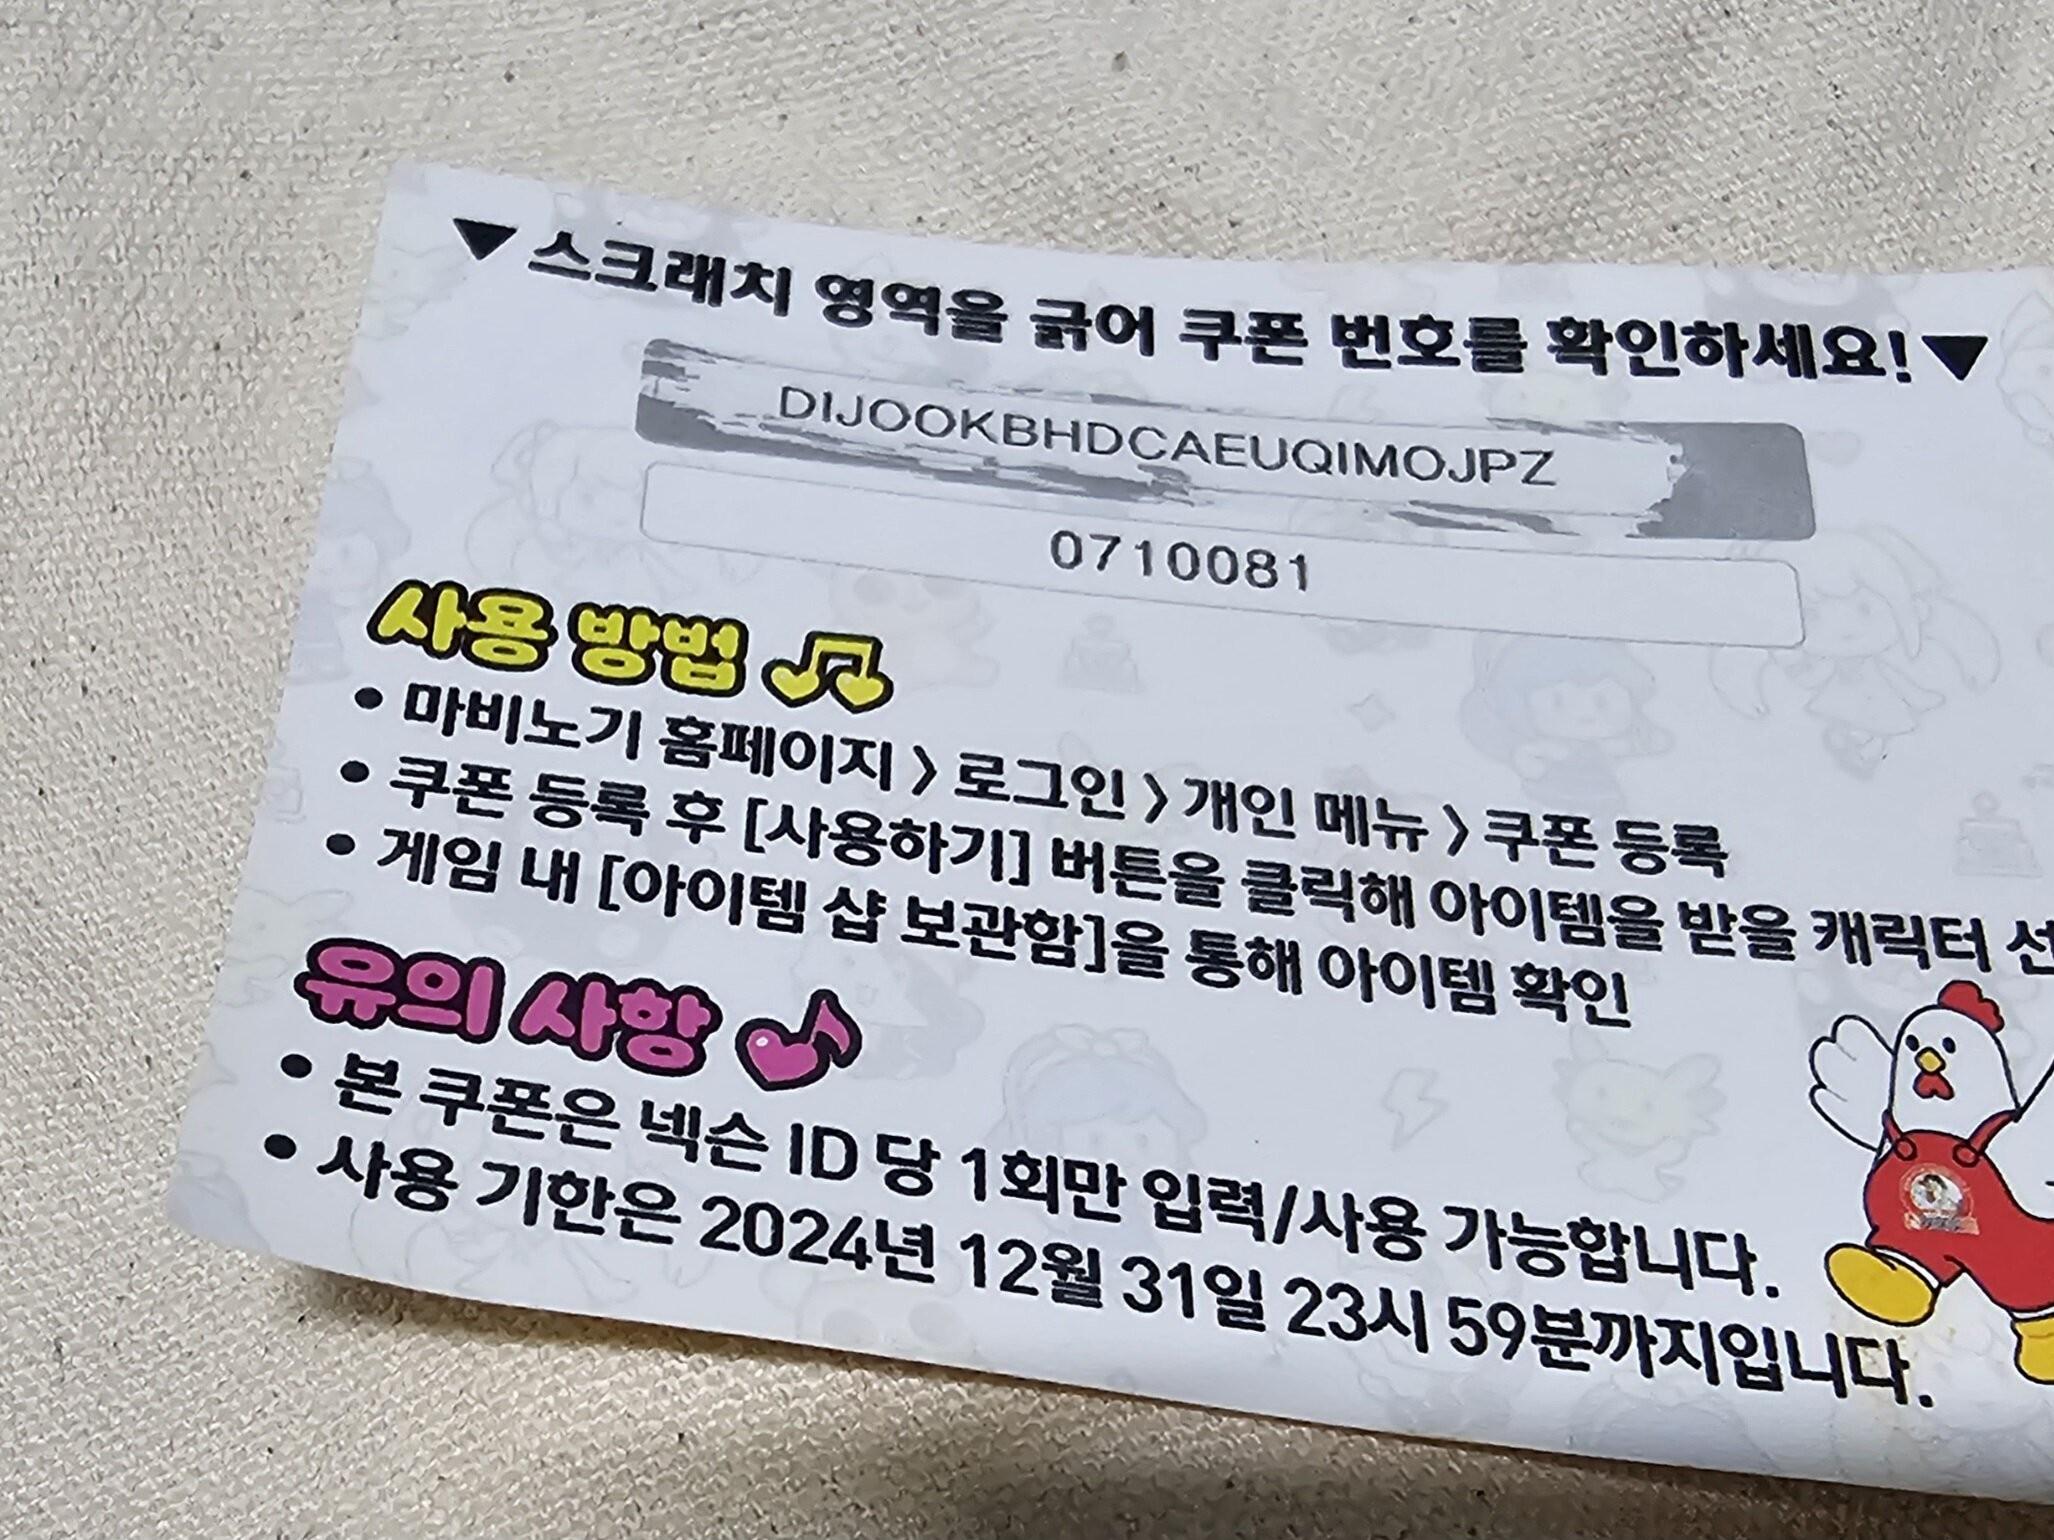 ▼스크래치 영역을 긁어 쿠폰 번호를 확인하세요!▼
DIJOOKBHDCAEUQIMOJPZ
0710081
사용 방법
• 마비노기 홈페이지 > 로그인 > 개인 메뉴 > 쿠폰 등록
• 쿠폰 등록 후 [사용하기] 버튼을 클릭해 아이템을 받을 캐릭터 선
• 게임 내 [아이템 샵 보관함]을 통해 아이템 확인
유의 사항
• 본 쿠폰은 넥슨 ID 당 1회만 입력/사용 가능합니다.
• 사용 기한은 2024년 12월 31일 23시 59분까지입니다.